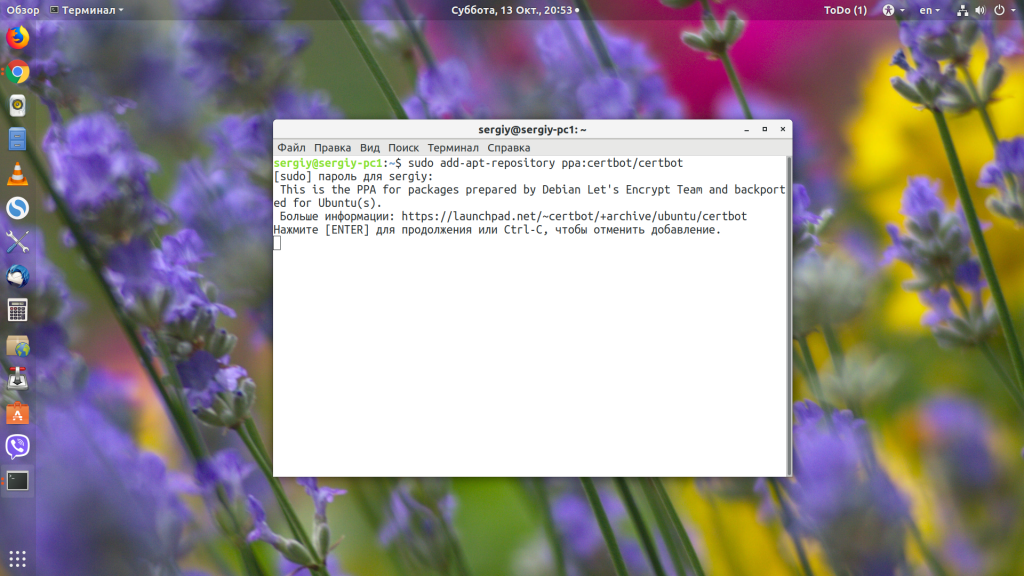 Обзор Терминал Суббота, 13 Окт., 20:53 ToDo (1) en
sergiy@sergiy-pc1: ~
Файл Правка Вид Поиск Терминал Справка
sergiy@sergiy-pc1:~$ sudo add-apt-repository ppa:certbot/certbot
[sudo] пароль для sergiy:
This is the PPA for packages prepared by Debian Let's Encrypt Team and backport
ed for Ubuntu(s).
Больше информации: https://launchpad.net/~certbot/+archive/ubuntu/certbot
Нажмите [ENTER] для продолжения или Ctrl-C, чтобы отменить добавление.